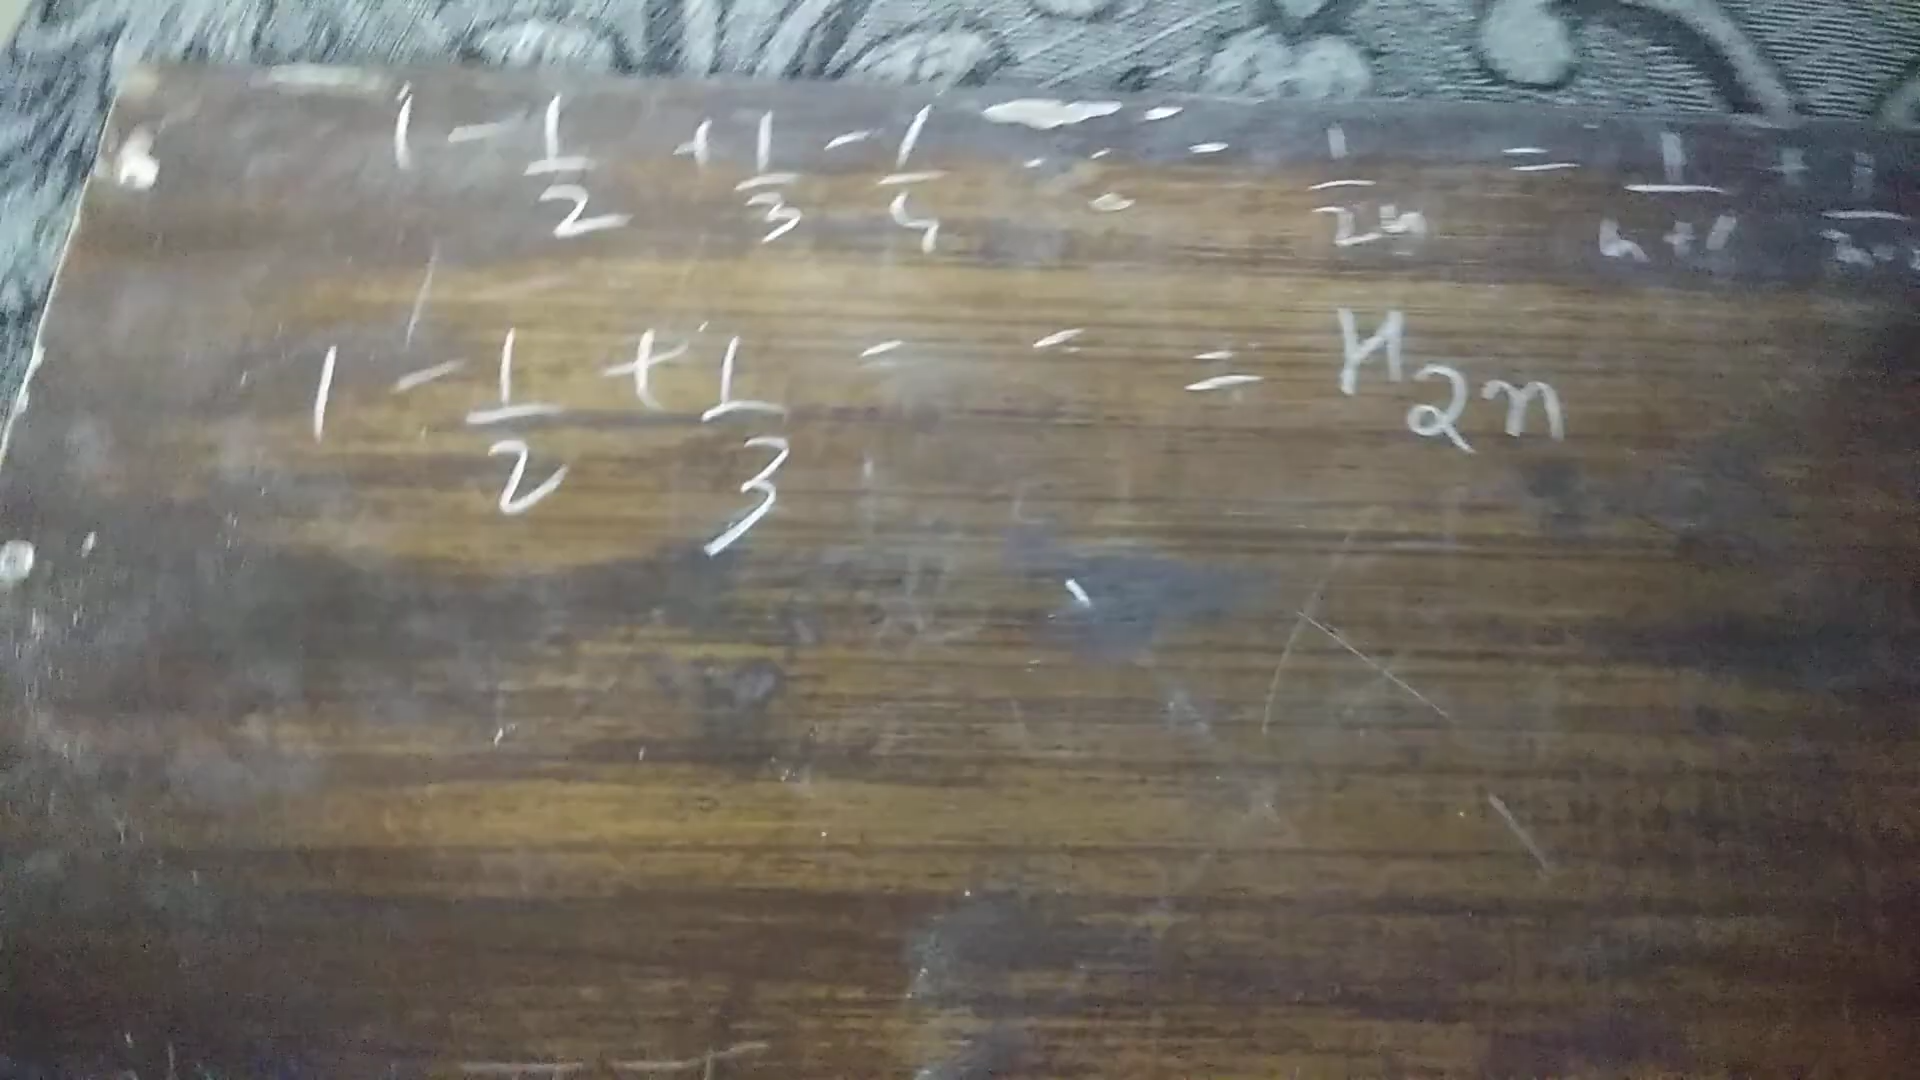 1 - 1/2 + 1/3 - 1/4 - - - 1/2n = 1/n+1 + 1/
1 - 1/2 + 1/3 - - = H2n